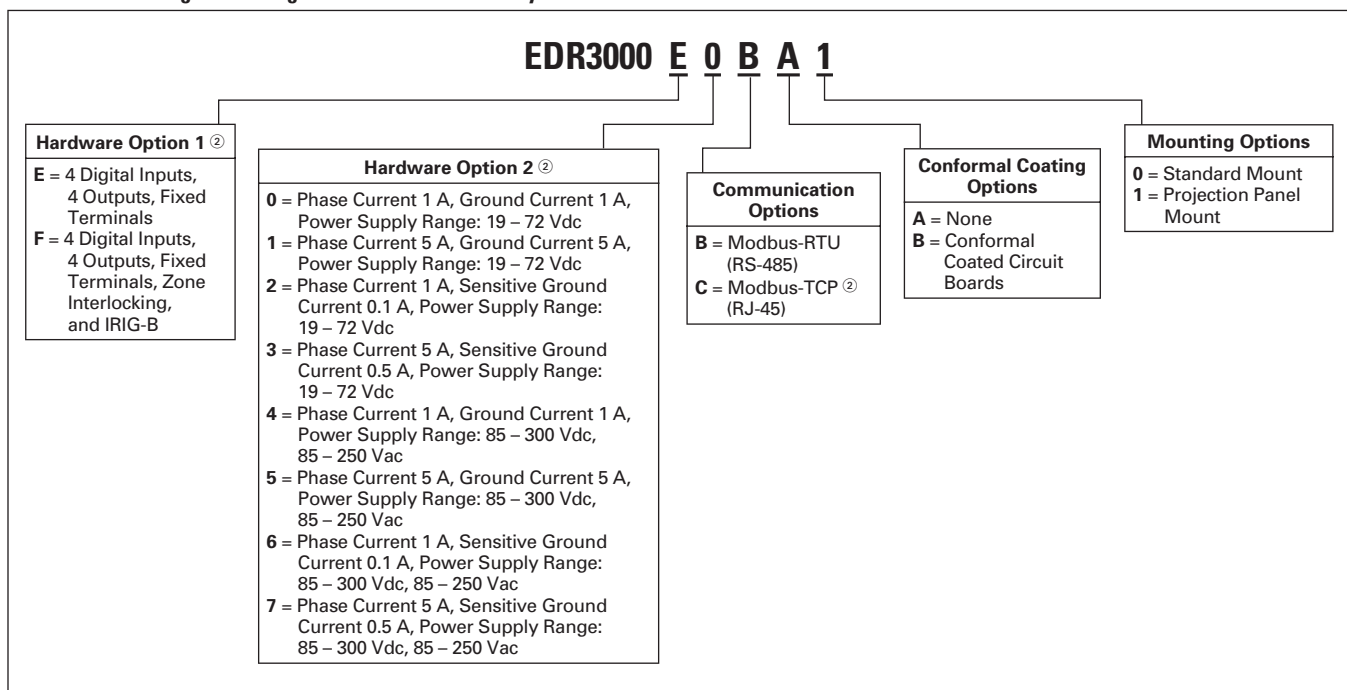 EDR3000 E 0 B A 1
Hardware Option 1 ②
E = 4 Digital Inputs,
4 Outputs, Fixed
Terminals
F = 4 Digital Inputs,
4 Outputs, Fixed
Terminals, Zone
Interlocking,
and IRIG-B
Hardware Option 2 ②
0 = Phase Current 1 A, Ground Current 1 A,
Power Supply Range: 19 – 72 Vdc
1 = Phase Current 5 A, Ground Current 5 A,
Power Supply Range: 19 – 72 Vdc
2 = Phase Current 1 A, Sensitive Ground
Current 0.1 A, Power Supply Range:
19 – 72 Vdc
3 = Phase Current 5 A, Sensitive Ground
Current 0.5 A, Power Supply Range:
19 – 72 Vdc
4 = Phase Current 1 A, Ground Current 1 A,
Power Supply Range: 85 – 300 Vdc,
85 – 250 Vac
5 = Phase Current 5 A, Ground Current 5 A,
Power Supply Range: 85 – 300 Vdc,
85 – 250 Vac
6 = Phase Current 1 A, Sensitive Ground
Current 0.1 A, Power Supply Range:
85 – 300 Vdc, 85 – 250 Vac
7 = Phase Current 5 A, Sensitive Ground
Current 0.5 A, Power Supply Range:
85 – 300 Vdc, 85 – 250 Vac
Communication
Options
B = Modbus-RTU
(RS-485)
C = Modbus-TCP ②
(RJ-45)
Conformal Coating
Options
A = None
B = Conformal
Coated Circuit
Boards
Mounting Options
0 = Standard Mount
1 = Projection Panel
Mount